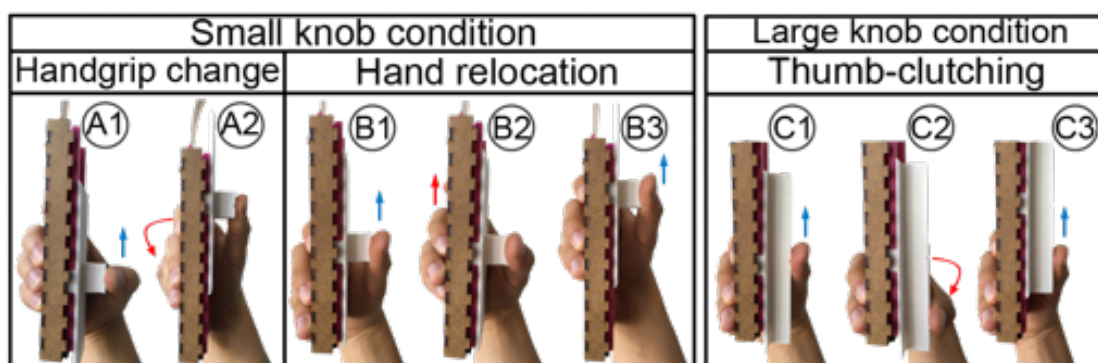 Small knob condition
Large knob condition
Handgrip change
Hand relocation
Thumb-clutching
A1 A2 B1 B2 B3 C1 C2 C3